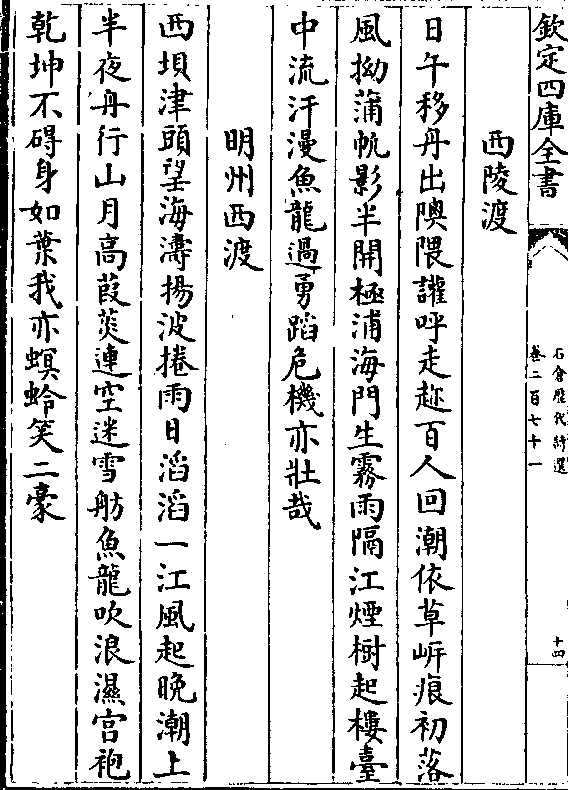 欽定四庫全書
石倉歷代詩選
卷二百七十一
十四
西陵渡
日午移舟出隩隈讙呼走趂百人回潮依草㟁痕初落
風拗蒲帆影半開極浦海門生霧雨隔江煙樹起樓臺
中流汗漫魚龍過勇蹈危機亦壯哉
明州西渡
西垻津頭望海濤揚波捲雨日滔滔一江風起晚潮上
半夜舟行山月高葭菼連空迷雪舫魚龍吹浪濕宫袍
乾坤不碍身如葉我亦螟蛉笑二豪